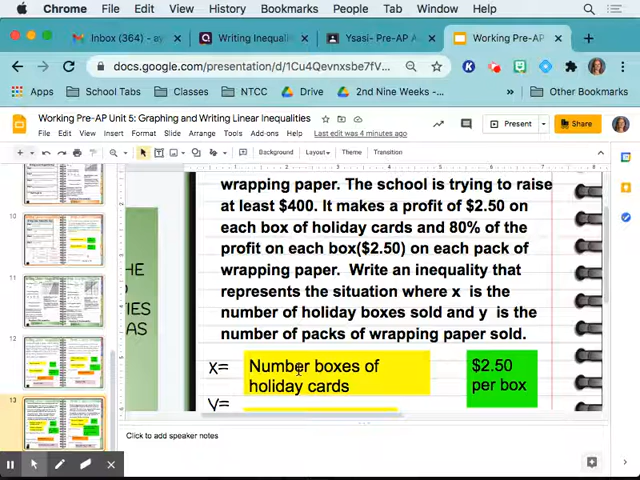 Chrome File Edit View History Bookmarks People Tab Window Help
Inbox (364) - ay
Writing Inequali
Ysasi- Pre-AP A
Working Pre-AP
docs.google.com/presentation/d/1Cu4Qevnxsbe7fV...
Apps School Tabs Classes NTCC Drive 2nd Nine Weeks -... Other Bookmarks
Working Pre-AP Unit 5: Graphing and Writing Linear Inequalities
File Edit View Insert Format Slide Arrange Tools Add-ons Help Last edit was 4 minutes ago
Present
Share
Background Layout Theme Transition
10
11
12
13
HE
IES
AS
wrapping paper. The school is trying to raise
at least $400. It makes a profit of $2.50 on
each box of holiday cards and 80% of the
profit on each box($2.50) on each pack of
wrapping paper. Write an inequality that
represents the situation where x is the
number of holiday boxes sold and y is the
number of packs of wrapping paper sold.
X=
Number boxes of
holiday cards
$2.50
per box
Y=
Click to add speaker notes